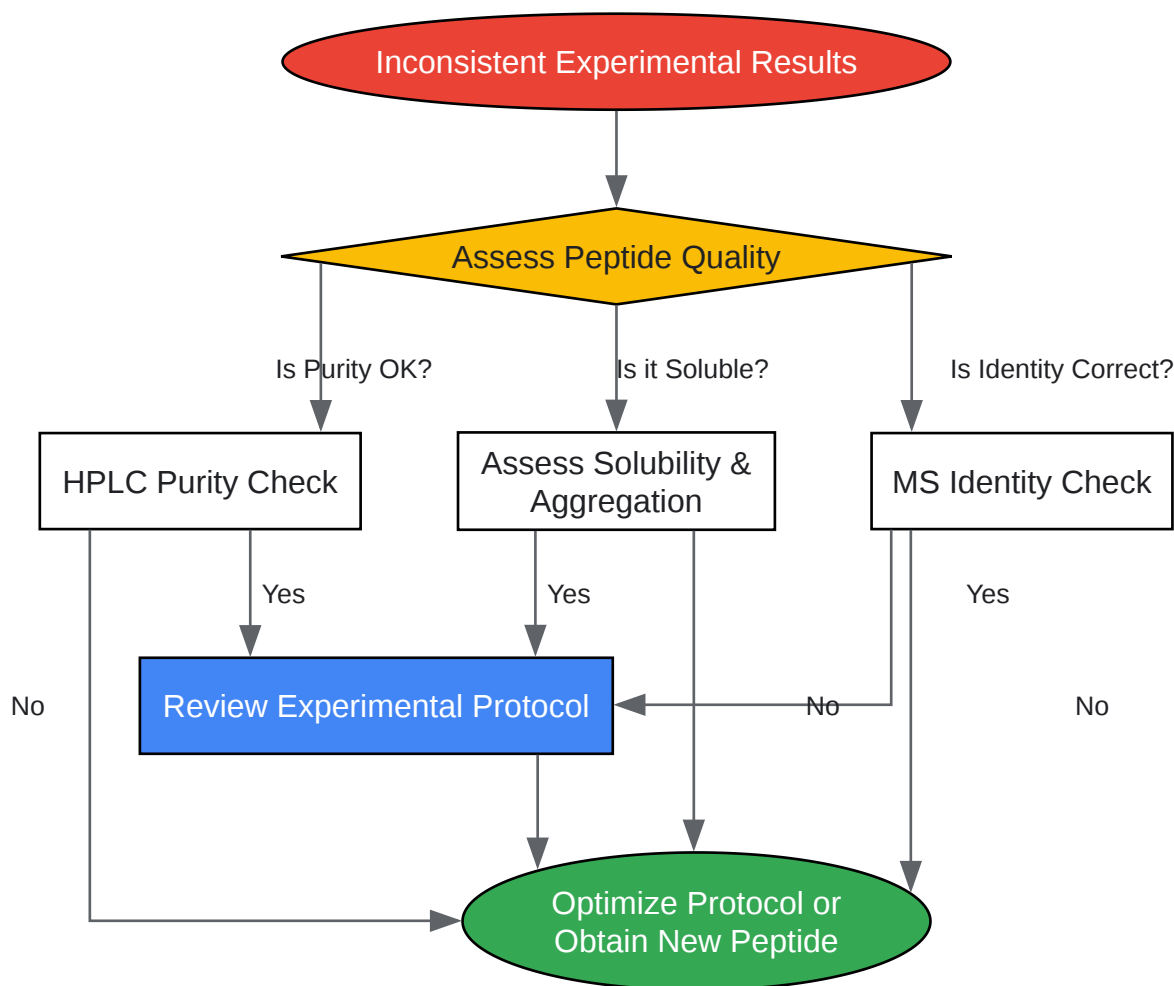 Inconsistent Experimental Results
Assess Peptide Quality
Is Purity OK?
Is it Soluble?
Is Identity Correct?
HPLC Purity Check
Assess Solubility &
Aggregation
MS Identity Check
Yes
Yes
Yes
No
Review Experimental Protocol
No
No
Optimize Protocol or
Obtain New Peptide